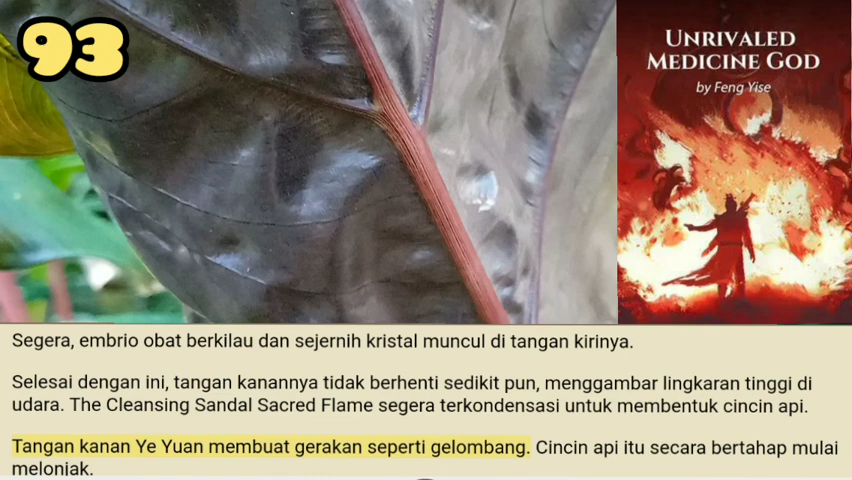 93
UNRIVALED
MEDICINE GOD
by Feng Yise
Segera, embrio obat berkilau dan sejernih kristal muncul di tangan kirinya.
Selesai dengan ini, tangan kanannya tidak berhenti sedikit pun, menggambar lingkaran tinggi di
udara. The Cleansing Sandal Sacred Flame segera terkondensasi untuk membentuk cincin api.
Tangan kanan Ye Yuan membuat gerakan seperti gelombang. Cincin api itu secara bertahap mulai
melonjak.